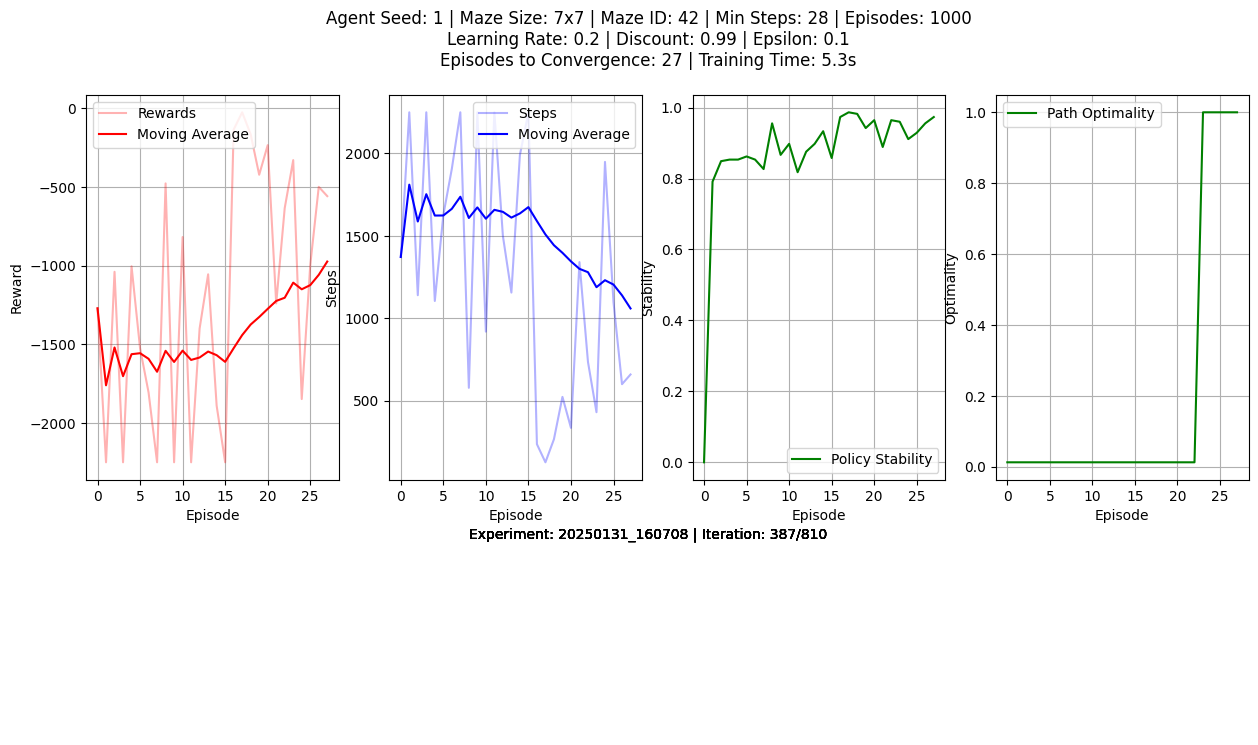 Agent Seed: 1 | Maze Size: 7x7 | Maze ID: 42 | Min Steps: 28 | Episodes: 1000
Learning Rate: 0.2 | Discount: 0.99 | Epsilon: 0.1
Episodes to Convergence: 27 | Training Time: 5.3s
Rewards
Moving Average
0
−500
−1000
−1500
−2000
Reward
0 5 10 15 20 25
Episode
Steps
Moving Average
2000
1500
1000
500
Steps
0 5 10 15 20 25
Episode
1.0
0.8
0.6
0.4
0.2
0.0
Stability
Policy Stability
0 5 10 15 20 25
Episode
Path Optimality
1.0
0.8
0.6
0.4
0.2
0.0
Optimality
0 5 10 15 20 25
Episode
Experiment: 20250131_160708 | Iteration: 387/810